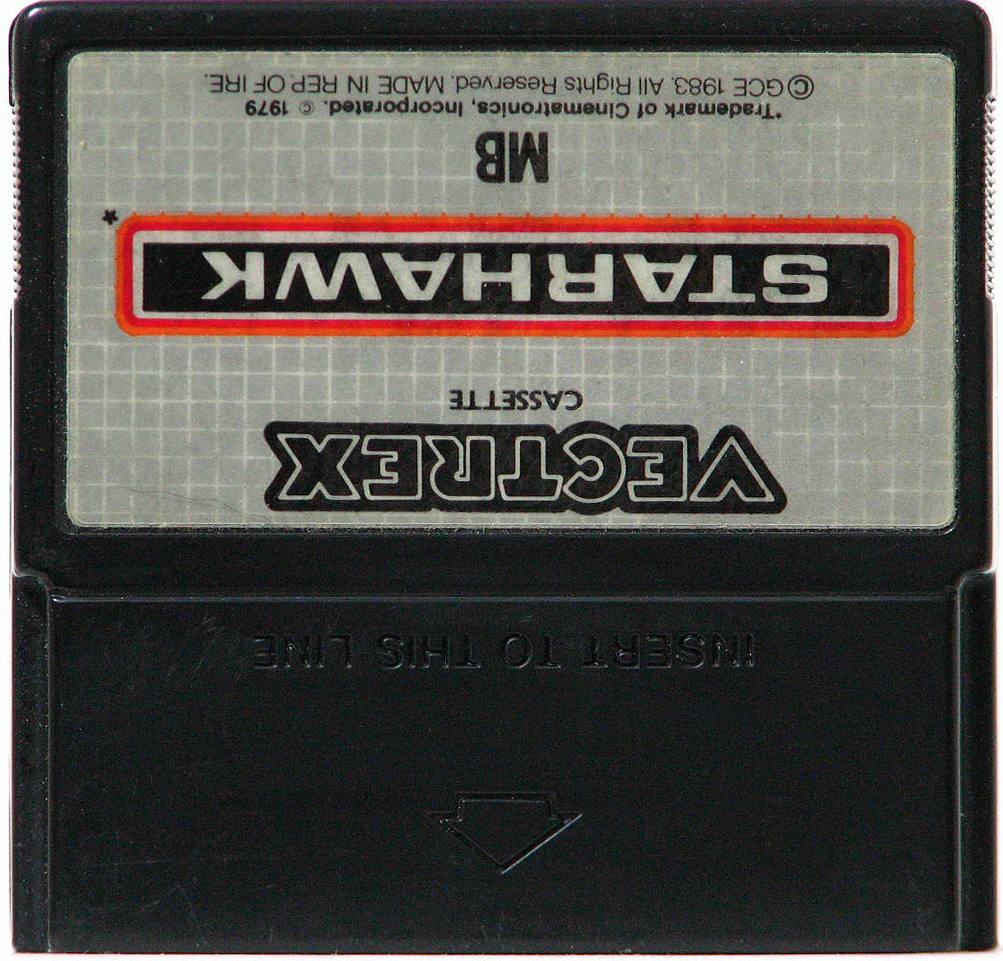 INSERT TO THIS LINE
VECTREX
CASSETTE
STARHAWK*
MB
*Trademark of Cinematronics, Incorporated. © 1979
© GCE 1983. All Rights Reserved. MADE IN REP. OF IRE.